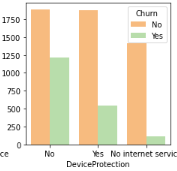 Churn
No
Yes
1750
1500
1250
1000
750
500
250
0
No Yes No internet servic
DeviceProtection